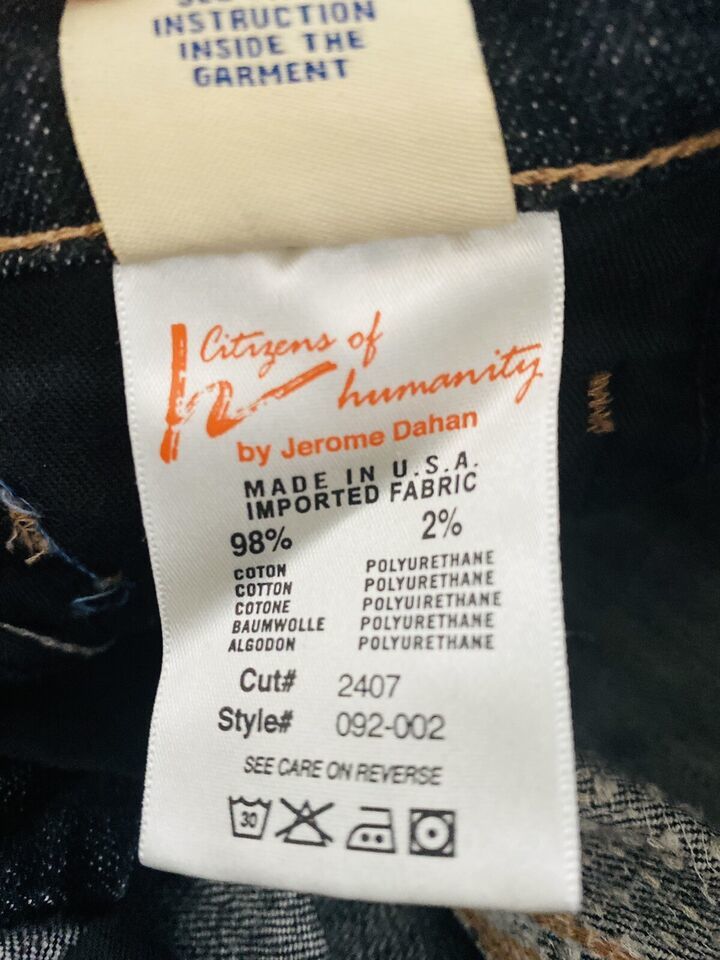 INSTRUCTION
INSIDE THE
GARMENT
Citizens of
h humanity
by Jerome Dahan
MADE IN U.S.A.
IMPORTED FABRIC
98% 2%
COTON POLYURETHANE
COTTON POLYURETHANE
COTONE POLYUIRETHANE
BAUMWOLLE POLYURETHANE
ALGODON POLYURETHANE
Cut# 2407
Style# 092-002
SEE CARE ON REVERSE
30